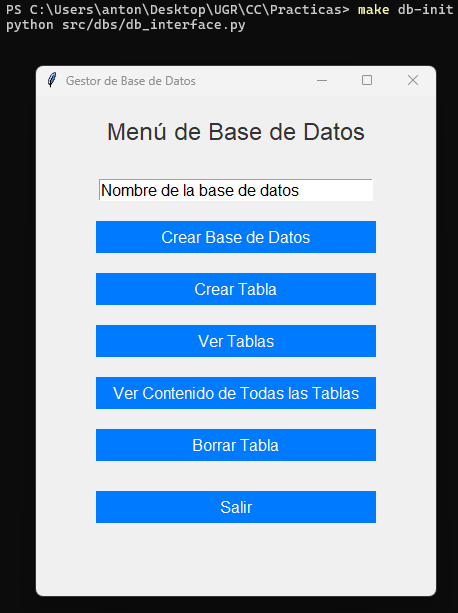 PS C:\Users\anton\Desktop\UGR\CC\Practicas> make db-init
python src/dbs/db_interface.py
Gestor de Base de Datos
Menú de Base de Datos
Nombre de la base de datos
Crear Base de Datos
Crear Tabla
Ver Tablas
Ver Contenido de Todas las Tablas
Borrar Tabla
Salir